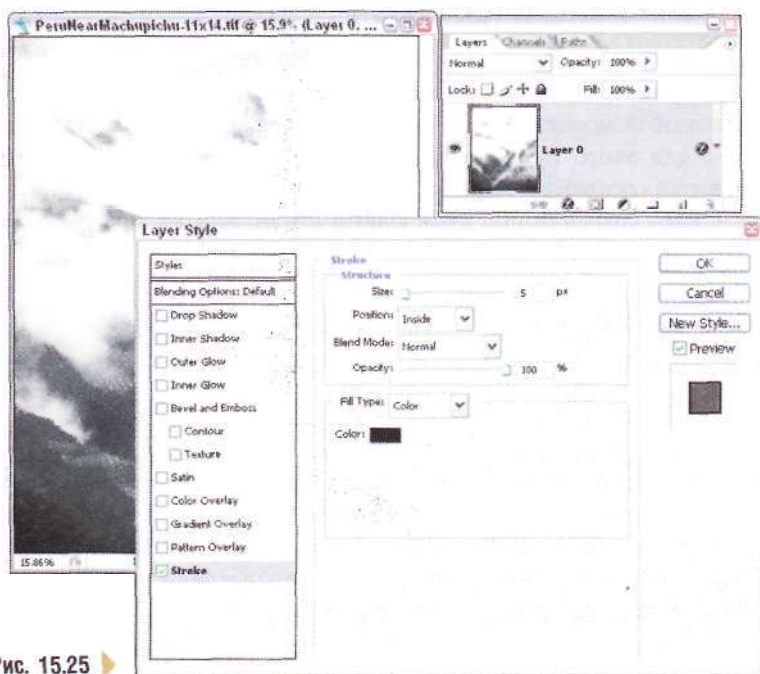 PeruNearMachupichu-11x14.tif @ 15.9% (Layer 0, ...
Layers Channels Paths
Normal Opacity: 100%
Lock: Fill: 100%
Layer 0
Layer Style
Styles
Blending Options: Default
Drop Shadow
Inner Shadow
Outer Glow
Inner Glow
Bevel and Emboss
Contour
Texture
Satin
Color Overlay
Gradient Overlay
Pattern Overlay
Stroke
Stroke
Structure
Size: 5 px
Position: Inside
Blend Mode: Normal
Opacity: 100 %
Fill Type: Color
Color:
OK
Cancel
New Style...
Preview
15.86%
Рис. 15.25